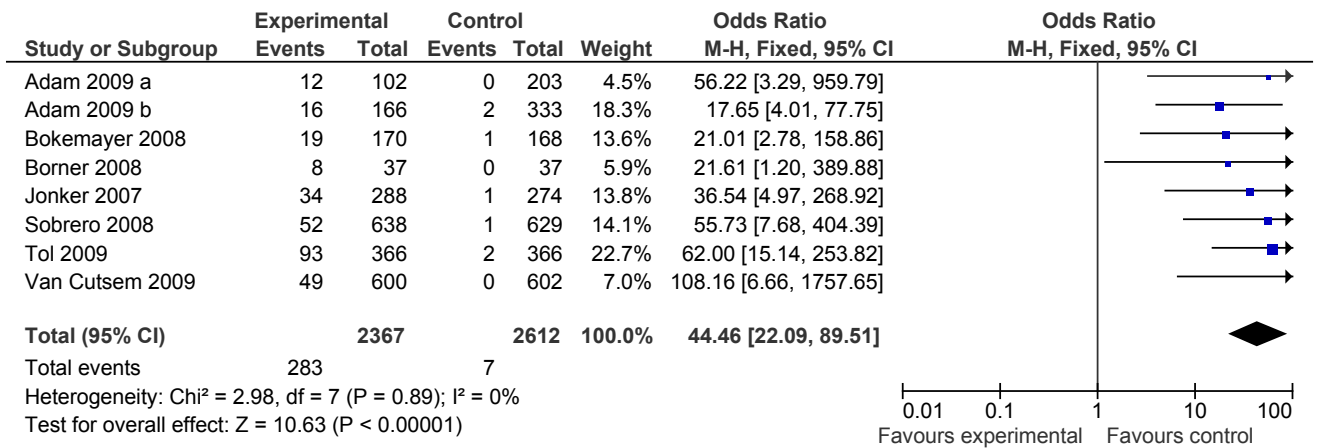 Experimental Control Odds Ratio Odds Ratio
Study or Subgroup Events Total Events Total Weight M-H, Fixed, 95% CI M-H, Fixed, 95% CI
Adam 2009 a 12 102 0 203 4.5% 56.22 [3.29, 959.79]
Adam 2009 b 16 166 2 333 18.3% 17.65 [4.01, 77.75]
Bokemayer 2008 19 170 1 168 13.6% 21.01 [2.78, 158.86]
Borner 2008 8 37 0 37 5.9% 21.61 [1.20, 389.88]
Jonker 2007 34 288 1 274 13.8% 36.54 [4.97, 268.92]
Sobrero 2008 52 638 1 629 14.1% 55.73 [7.68, 404.39]
Tol 2009 93 366 2 366 22.7% 62.00 [15.14, 253.82]
Van Cutsem 2009 49 600 0 602 7.0% 108.16 [6.66, 1757.65]
Total (95% CI) 2367 2612 100.0% 44.46 [22.09, 89.51]
Total events 283 7
Heterogeneity: Chi² = 2.98, df = 7 (P = 0.89); I² = 0%
Test for overall effect: Z = 10.63 (P < 0.00001)
0.01 0.1 1 10 100
Favours experimental Favours control